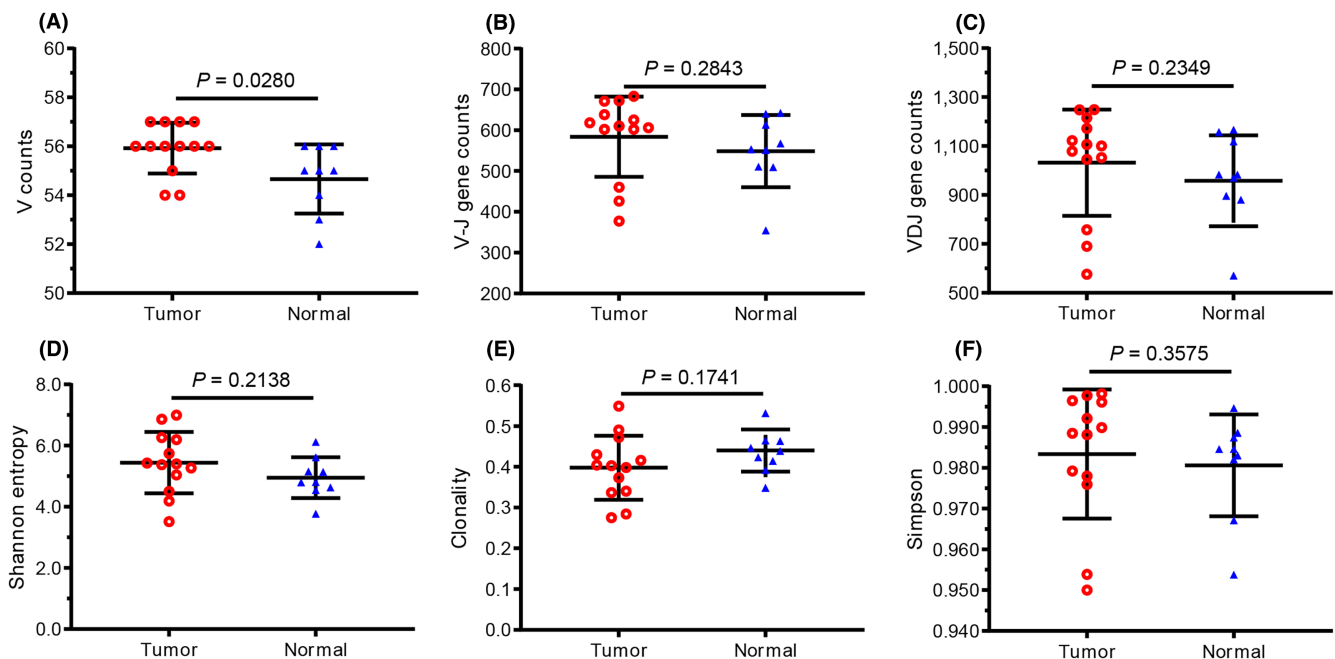 (A)
P = 0.0280
V counts
60
58
56
54
52
50
Tumor
Normal
(B)
P = 0.2843
V-J gene counts
800
700
600
500
400
300
200
Tumor
Normal
(C)
P = 0.2349
VDJ gene counts
1,500
1,300
1,100
900
700
500
Tumor
Normal
(D)
P = 0.2138
Shannon entropy
8.0
6.0
4.0
2.0
0.0
Tumor
Normal
(E)
P = 0.1741
Clonality
0.6
0.5
0.4
0.3
0.2
0.1
0.0
Tumor
Normal
(F)
P = 0.3575
Simpson
1.000
0.990
0.980
0.970
0.960
0.950
0.940
Tumor
Normal